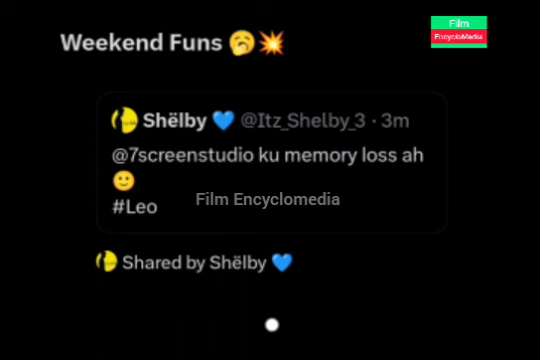 Weekend Funs 🥱💥
Film
EncycloMedia
Shëlby 💙 @Itz_Shelby_3 · 3m
@7screenstudio ku memory loss ah
🙂
#Leo
Film Encyclomedia
Shared by Shëlby 💙